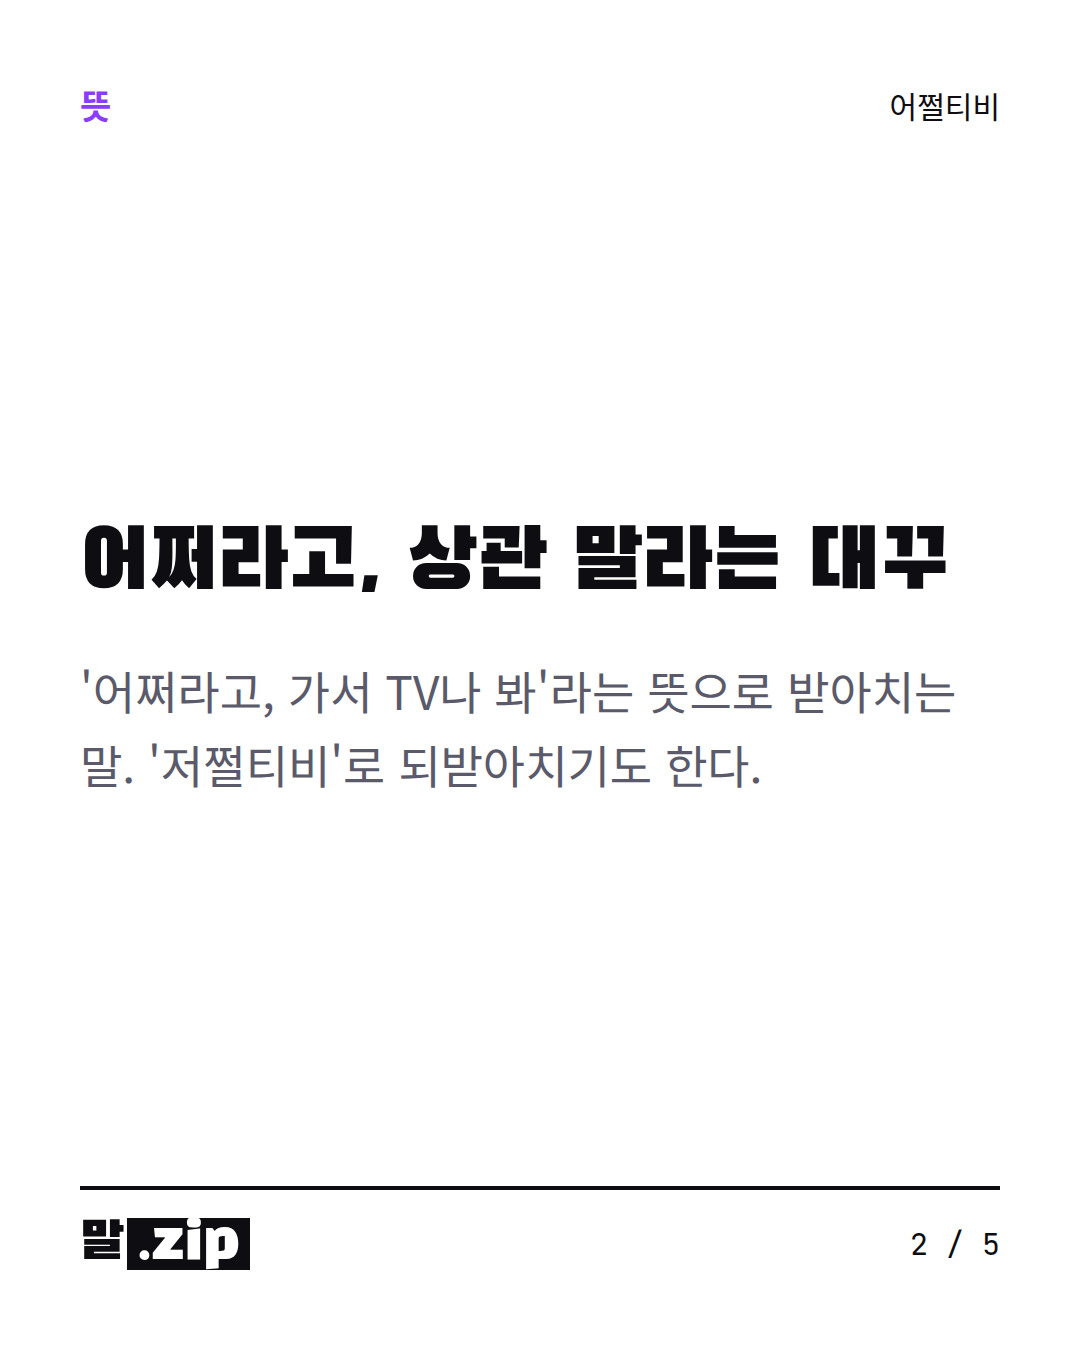 뜻
어쩔티비
어쩌라고, 상관 말라는 대꾸
'어쩌라고, 가서 TV나 봐'라는 뜻으로 받아치는
말. '저쩔티비'로 되받아치기도 한다.
말.zip
2 / 5